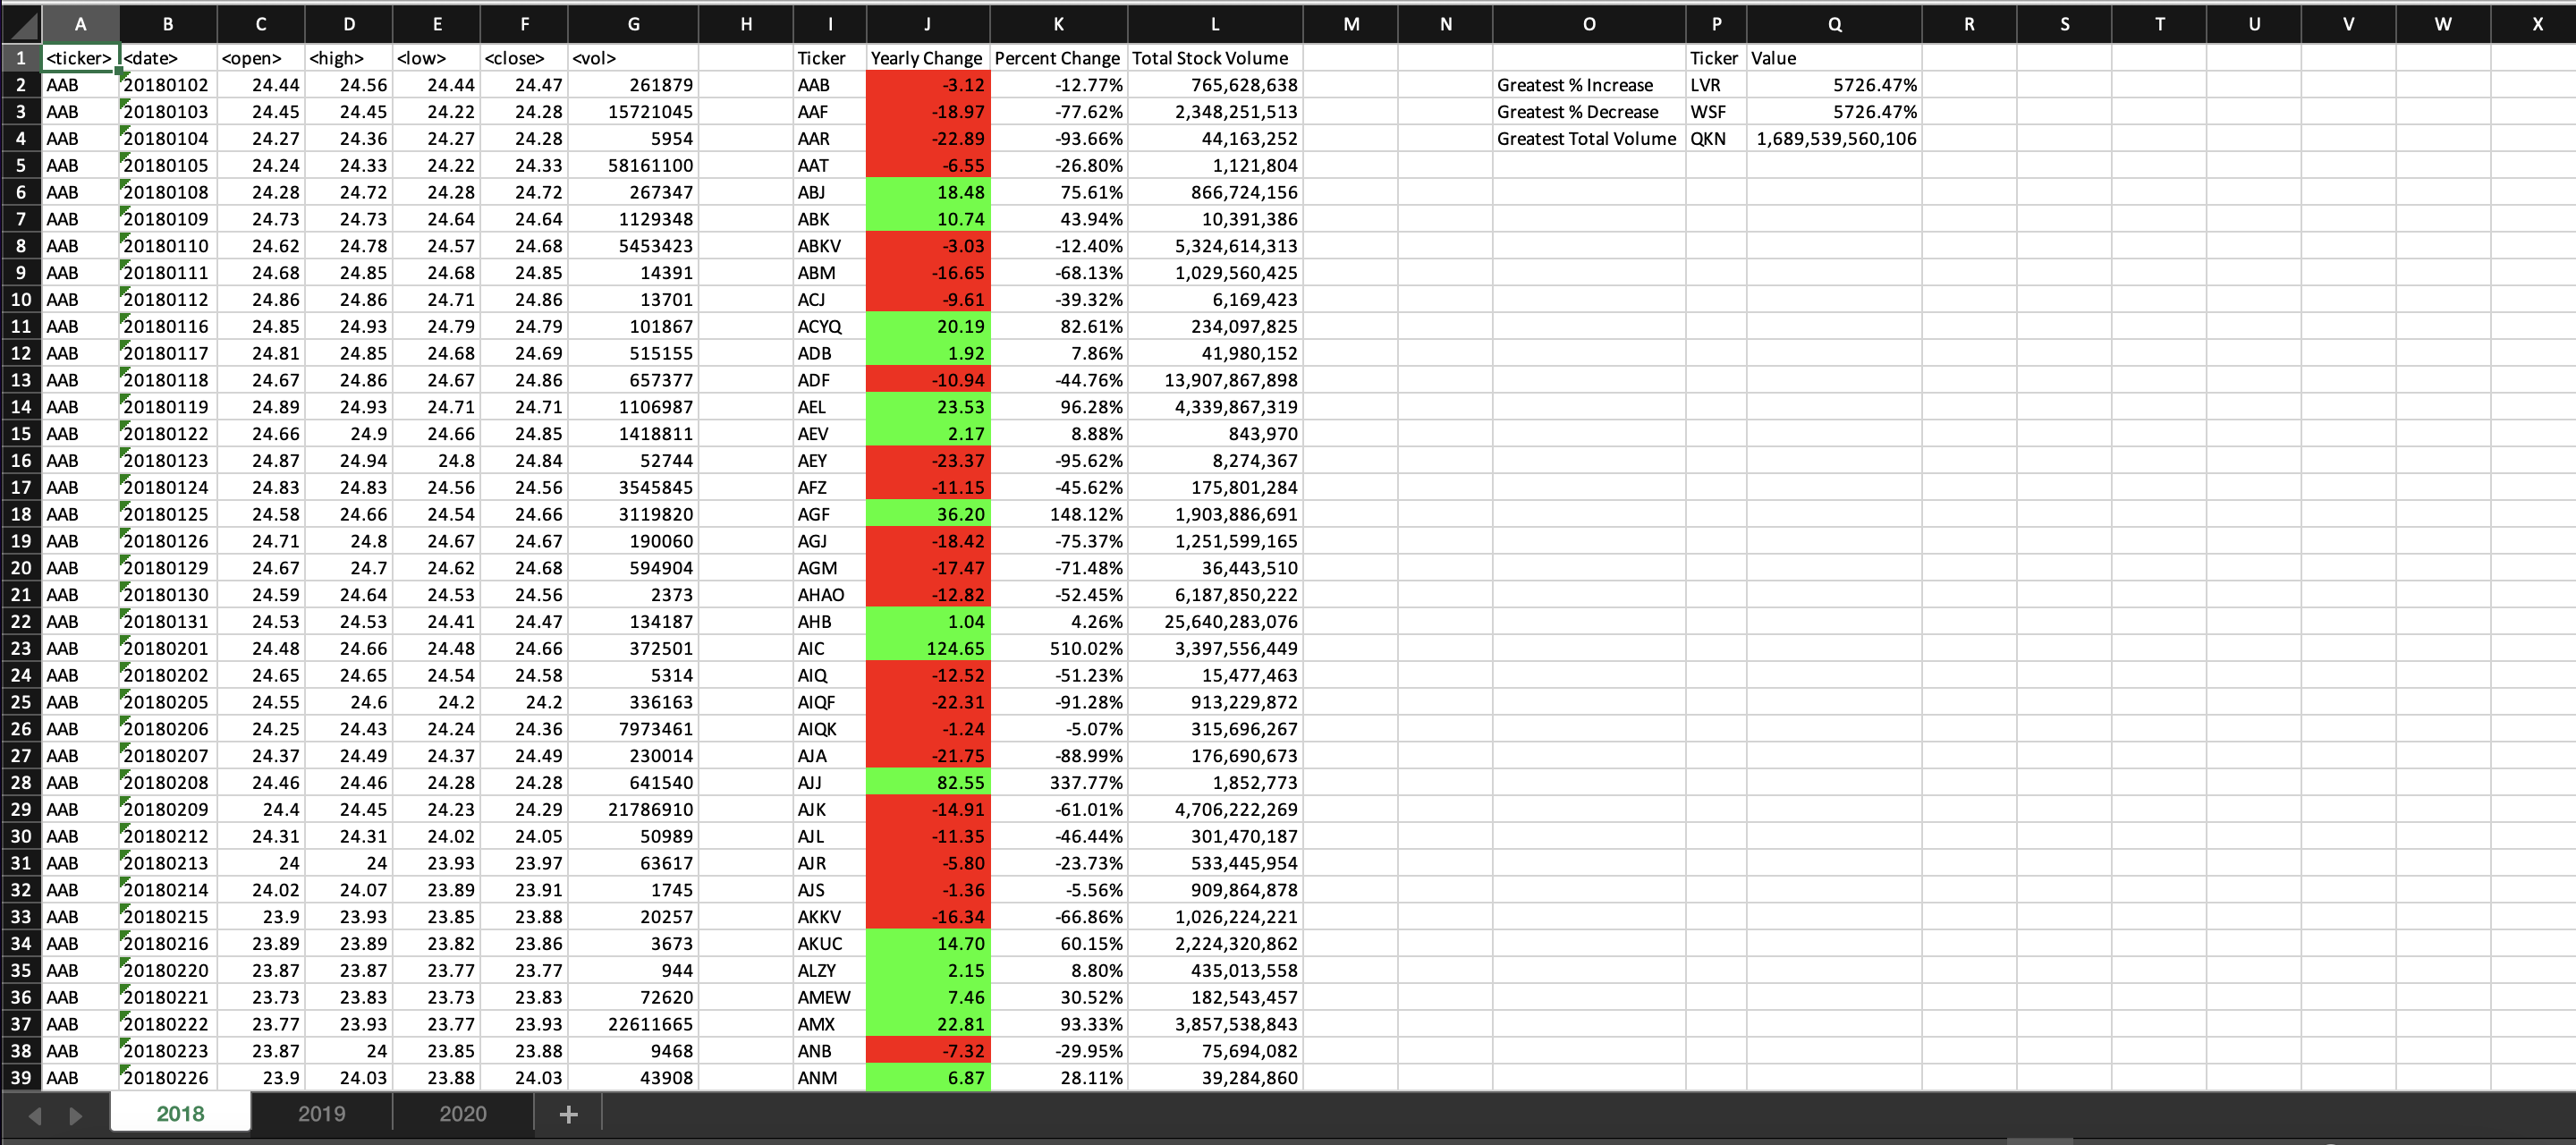 A B C D E F G H I J K L M N O P Q R S T U V W X
1 <ticker> <date> <open> <high> <low> <close> <vol> Ticker Yearly Change Percent Change Total Stock Volume Ticker Value
2 AAB 20180102 24.44 24.56 24.44 24.47 261879 AAB -3.12 -12.77% 765,628,638 Greatest % Increase LVR 5726.47%
3 AAB 20180103 24.45 24.45 24.22 24.28 15721045 AAF -18.97 -77.62% 2,348,251,513 Greatest % Decrease WSF 5726.47%
4 AAB 20180104 24.27 24.36 24.27 24.28 5954 AAR -22.89 -93.66% 44,163,252 Greatest Total Volume QKN 1,689,539,560,106
5 AAB 20180105 24.24 24.33 24.22 24.33 58161100 AAT -6.55 -26.80% 1,121,804
6 AAB 20180108 24.28 24.72 24.28 24.72 267347 ABJ 18.48 75.61% 866,724,156
7 AAB 20180109 24.73 24.73 24.64 24.64 1129348 ABK 10.74 43.94% 10,391,386
8 AAB 20180110 24.62 24.78 24.57 24.68 5453423 ABKV -3.03 -12.40% 5,324,614,313
9 AAB 20180111 24.68 24.85 24.68 24.85 14391 ABM -16.65 -68.13% 1,029,560,425
10 AAB 20180112 24.86 24.86 24.71 24.86 13701 ACJ -9.61 -39.32% 6,169,423
11 AAB 20180116 24.85 24.93 24.79 24.79 101867 ACYQ 20.19 82.61% 234,097,825
12 AAB 20180117 24.81 24.85 24.68 24.69 515155 ADB 1.92 7.86% 41,980,152
13 AAB 20180118 24.67 24.86 24.67 24.86 657377 ADF -10.94 -44.76% 13,907,867,898
14 AAB 20180119 24.89 24.93 24.71 24.71 1106987 AEL 23.53 96.28% 4,339,867,319
15 AAB 20180122 24.66 24.9 24.66 24.85 1418811 AEV 2.17 8.88% 843,970
16 AAB 20180123 24.87 24.94 24.8 24.84 52744 AEY -23.37 -95.62% 8,274,367
17 AAB 20180124 24.83 24.83 24.56 24.56 3545845 AFZ -11.15 -45.62% 175,801,284
18 AAB 20180125 24.58 24.66 24.54 24.66 3119820 AGF 36.20 148.12% 1,903,886,691
19 AAB 20180126 24.71 24.8 24.67 24.67 190060 AGJ -18.42 -75.37% 1,251,599,165
20 AAB 20180129 24.67 24.7 24.62 24.68 594904 AGM -17.47 -71.48% 36,443,510
21 AAB 20180130 24.59 24.64 24.53 24.56 2373 AHAO -12.82 -52.45% 6,187,850,222
22 AAB 20180131 24.53 24.53 24.41 24.47 134187 AHB 1.04 4.26% 25,640,283,076
23 AAB 20180201 24.48 24.66 24.48 24.66 372501 AIC 124.65 510.02% 3,397,556,449
24 AAB 20180202 24.65 24.65 24.54 24.58 5314 AIQ -12.52 -51.23% 15,477,463
25 AAB 20180205 24.55 24.6 24.2 24.2 336163 AIQF -22.31 -91.28% 913,229,872
26 AAB 20180206 24.25 24.43 24.24 24.36 7973461 AIQK -1.24 -5.07% 315,696,267
27 AAB 20180207 24.37 24.49 24.37 24.49 230014 AJA -21.75 -88.99% 176,690,673
28 AAB 20180208 24.46 24.46 24.28 24.28 641540 AJJ 82.55 337.77% 1,852,773
29 AAB 20180209 24.4 24.45 24.23 24.29 21786910 AJK -14.91 -61.01% 4,706,222,269
30 AAB 20180212 24.31 24.31 24.02 24.05 50989 AJL -11.35 -46.44% 301,470,187
31 AAB 20180213 24 24 23.93 23.97 63617 AJR -5.80 -23.73% 533,445,954
32 AAB 20180214 24.02 24.07 23.89 23.91 1745 AJS -1.36 -5.56% 909,864,878
33 AAB 20180215 23.9 23.93 23.85 23.88 20257 AKKV -16.34 -66.86% 1,026,224,221
34 AAB 20180216 23.89 23.89 23.82 23.86 3673 AKUC 14.70 60.15% 2,224,320,862
35 AAB 20180220 23.87 23.87 23.77 23.77 944 ALZY 2.15 8.80% 435,013,558
36 AAB 20180221 23.73 23.83 23.73 23.83 72620 AMEW 7.46 30.52% 182,543,457
37 AAB 20180222 23.77 23.93 23.77 23.93 22611665 AMX 22.81 93.33% 3,857,538,843
38 AAB 20180223 23.87 24 23.85 23.88 9468 ANB -7.32 -29.95% 75,694,082
39 AAB 20180226 23.9 24.03 23.88 24.03 43908 ANM 6.87 28.11% 39,284,860
2018 2019 2020 +